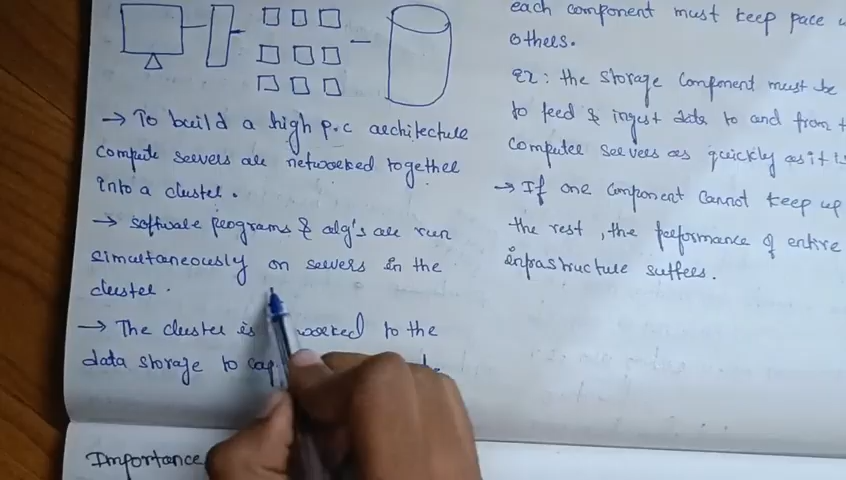 → To build a high p.c architecture
compute servers are networked together
into a cluster.
→ software programs & alg's are run
simultaneously on servers in the
cluster.
→ The cluster is
data storage to
to the
Importance
each component must keep pace
others.
ex: the storage component must be
to feed & ingest data to and from
computer servers as quickly as it
→ If one component cannot keep up
the rest, the performance of entire
infrastructure suffers.